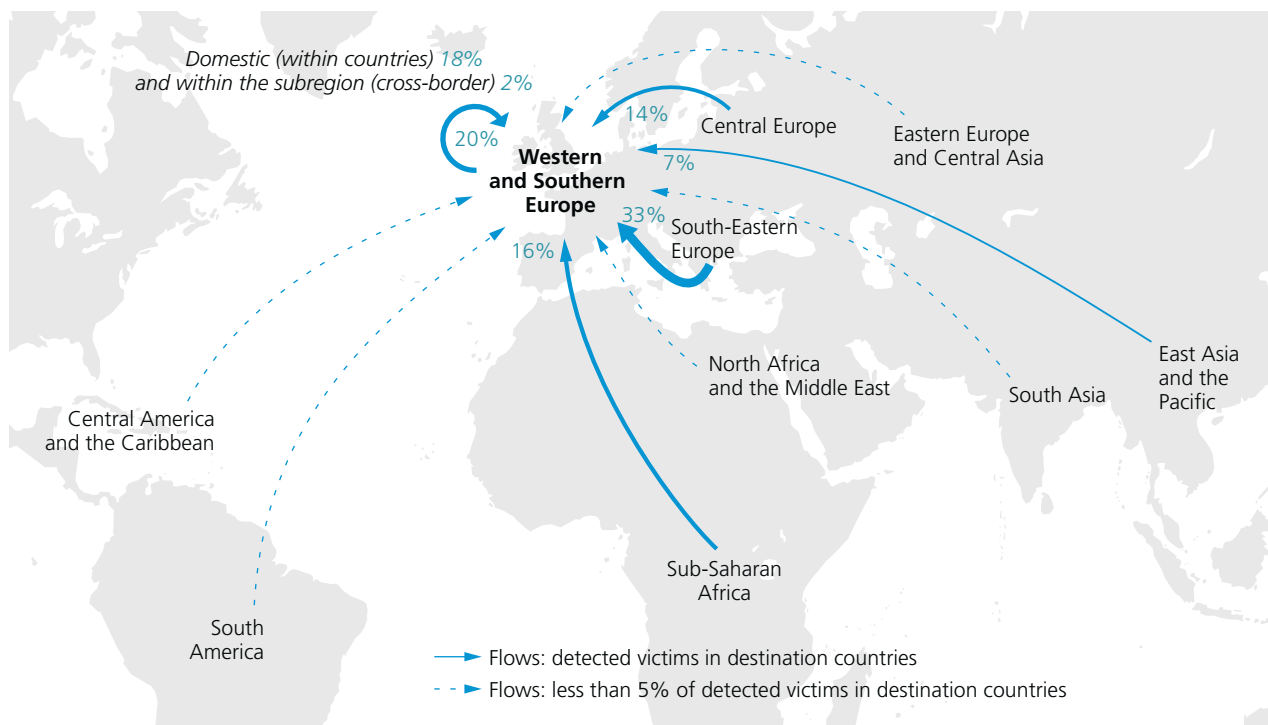 Domestic (within countries) 18%
and within the subregion (cross-border) 2%
20%
14%
Central Europe
Eastern Europe
and Central Asia
7%
Western
and Southern
Europe
33%
South-Eastern
Europe
16%
North Africa
and the Middle East
South Asia
East Asia
and the
Pacific
Central America
and the Caribbean
Sub-Saharan
Africa
South
America
Flows: detected victims in destination countries
Flows: less than 5% of detected victims in destination countries